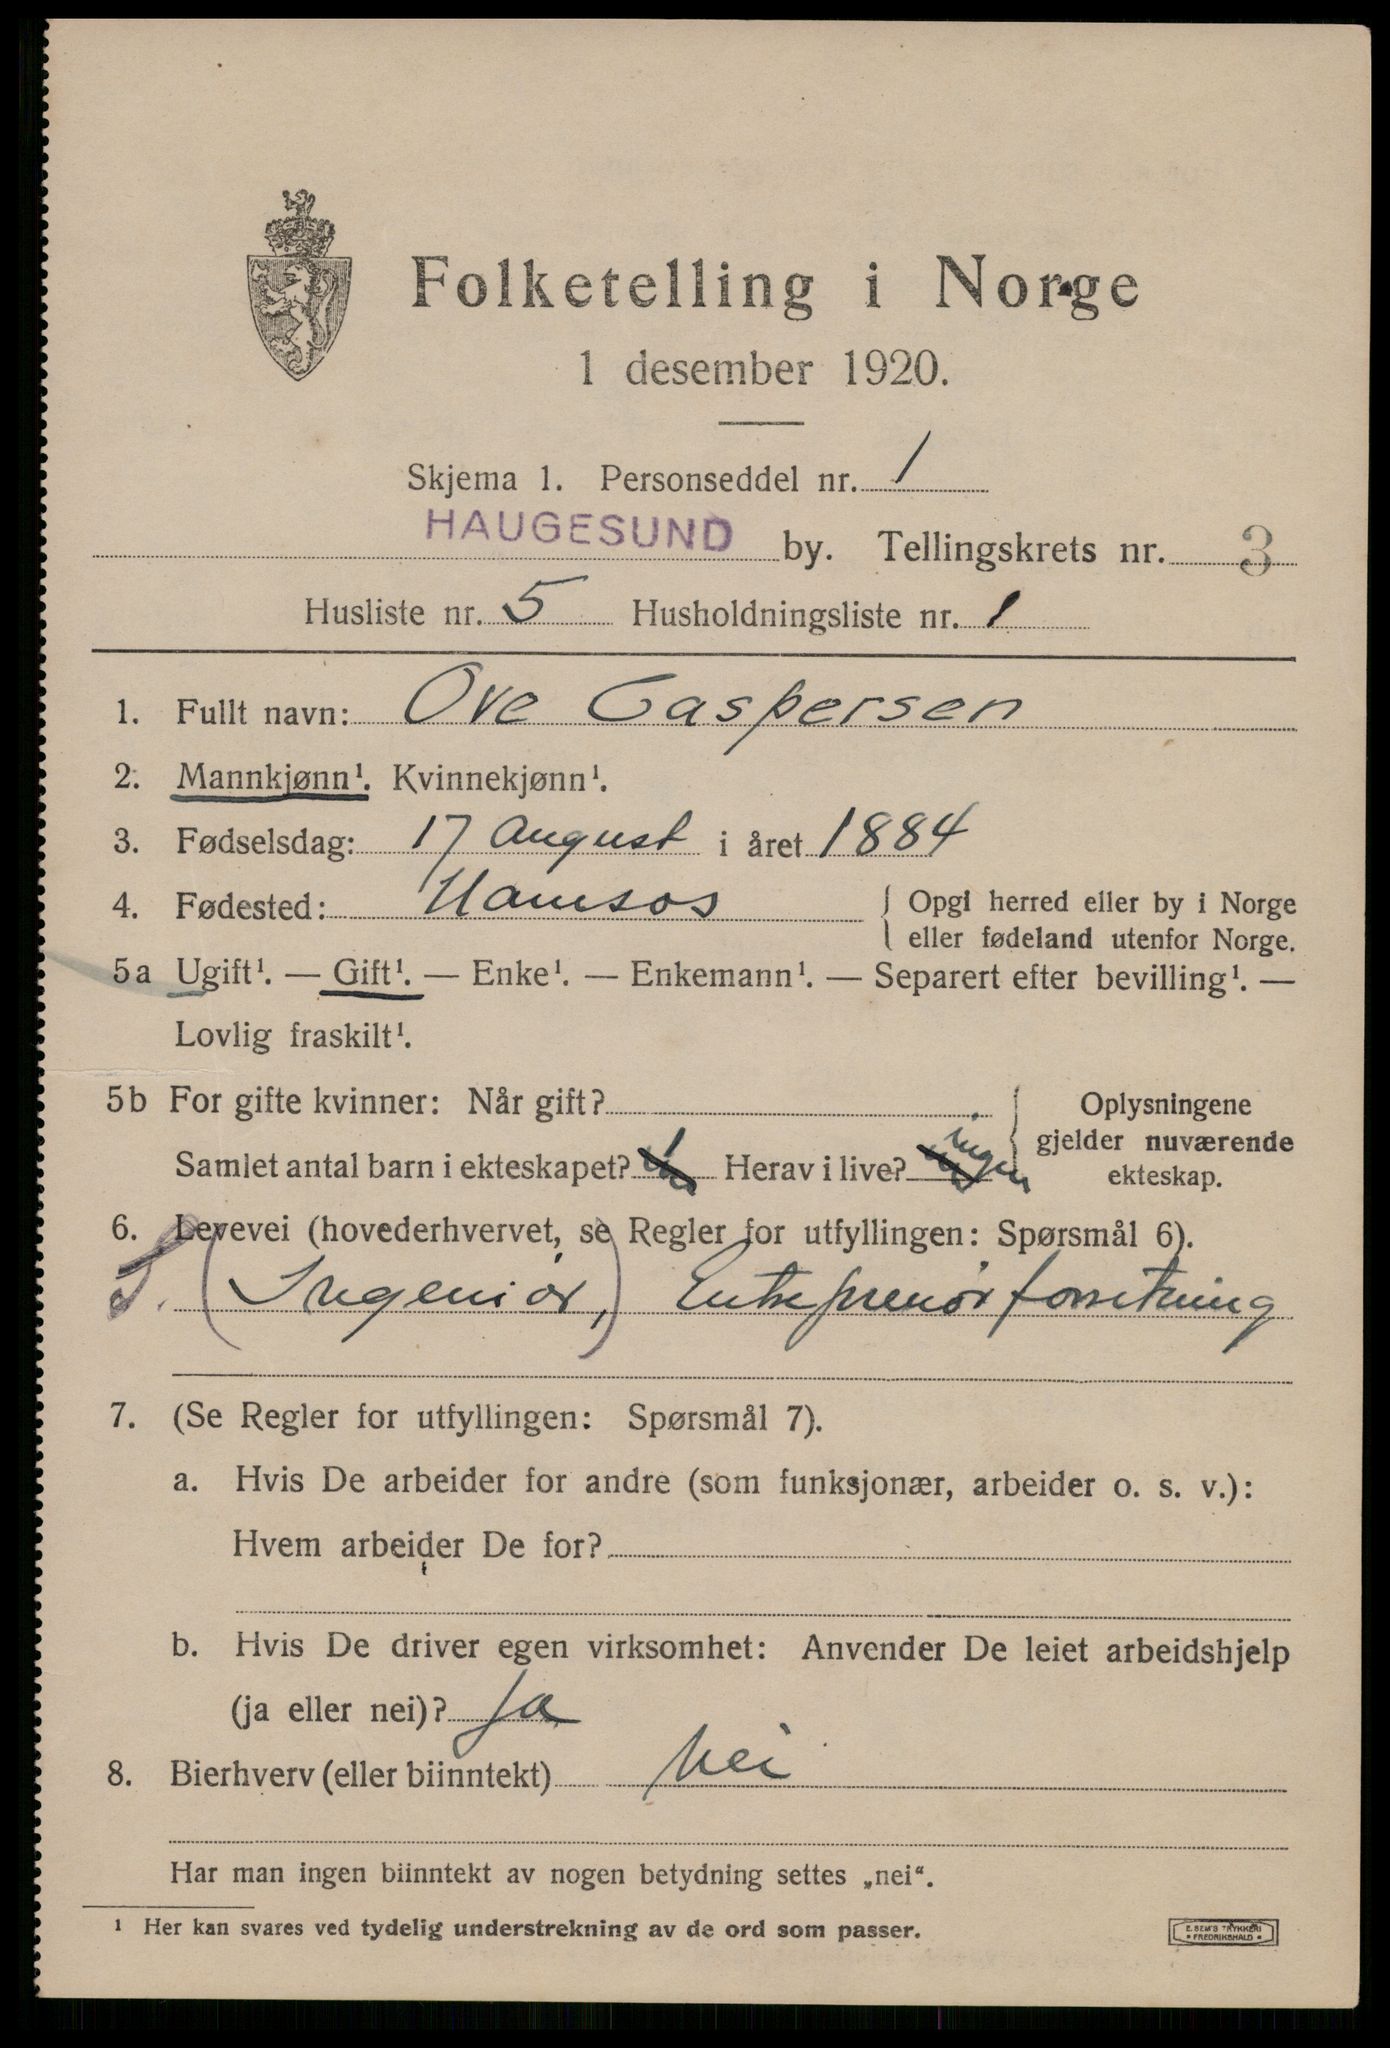 Folketelling i Norge
1 desember 1920.
Skjema 1. Personseddel nr. 1
HAUGESUND by. Tellingskrets nr. 3
Husliste nr. 5 Husholdningsliste nr. 1
1. Fullt navn: Ove Caspersen
2. Mannkjønn¹. Kvinnekjønn¹.
3. Fødselsdag: 17 August i året 1884
4. Fødested: Namsos { Opgi herred eller by i Norge
eller fødeland utenfor Norge.
5a Ugift¹. — Gift¹. — Enke¹. — Enkemann¹. — Separert efter bevilling¹. —
Lovlig fraskilt¹.
5b For gifte kvinner: Når gift? { Oplysningene
gjelder nuværende
Samlet antal barn i ekteskapet? 1 Herav i live? ingen ekteskap.
6. Levevei (hovederhvervet, se Regler for utfyllingen: Spørsmål 6).
S. (Ingeniør,) Entreprenørforretning
7. (Se Regler for utfyllingen: Spørsmål 7).
a. Hvis De arbeider for andre (som funksjonær, arbeider o. s. v.):
Hvem arbeider De for?
b. Hvis De driver egen virksomhet: Anvender De leiet arbeidshjelp
(ja eller nei)? Ja
8. Bierhverv (eller biinntekt) Nei
Har man ingen biinntekt av nogen betydning settes „nei“.
¹ Her kan svares ved tydelig understrekning av de ord som passer.
E. SEM'S TRYKKERI
• FREDRIKSHALD •